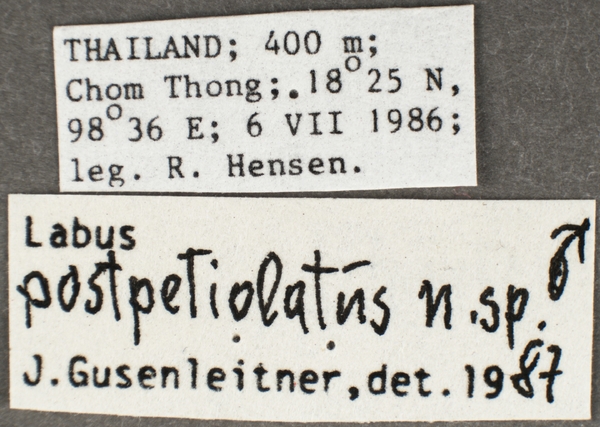 THAILAND; 400 m;
Chom Thong; 18°25 N,
98°36 E; 6 VII 1986;
leg. R. Hensen.
Labus
postpetiolatus n.sp. ♂
J.Gusenleitner,det.1987